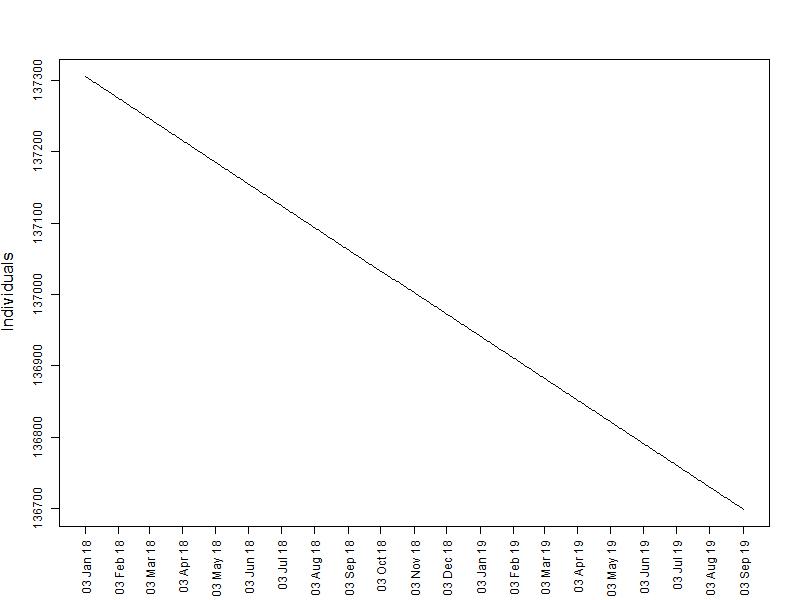 Individuals
137300
137200
137100
137000
136900
136800
136700
03 Jan 18
03 Feb 18
03 Mar 18
03 Apr 18
03 May 18
03 Jun 18
03 Jul 18
03 Aug 18
03 Sep 18
03 Oct 18
03 Nov 18
03 Dec 18
03 Jan 19
03 Feb 19
03 Mar 19
03 Apr 19
03 May 19
03 Jun 19
03 Jul 19
03 Aug 19
03 Sep 19